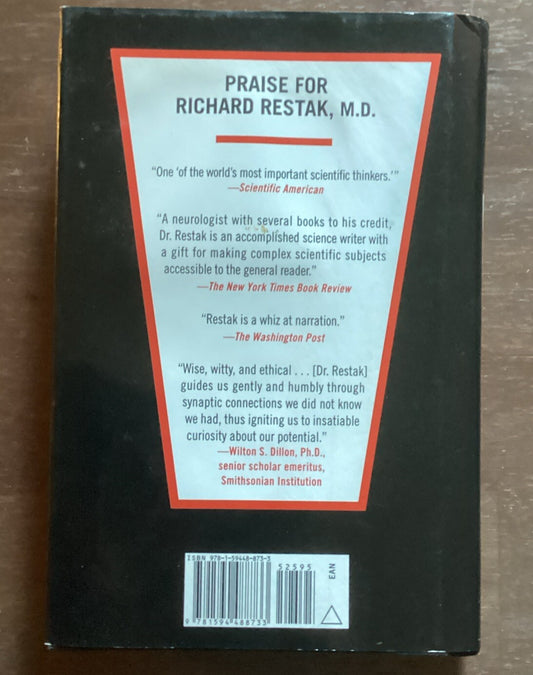 PRAISE FOR
RICHARD RESTAK, M.D.
“One ‘of the world’s most important scientific thinkers.’”
—Scientific American
“A neurologist with several books to his credit,
Dr. Restak is an accomplished science writer with
a gift for making complex scientific subjects
accessible to the general reader.”
—The New York Times Book Review
“Restak is a whiz at narration.”
—The Washington Post
“Wise, witty, and ethical . . . [Dr. Restak]
guides us gently and humbly through
synaptic connections we did not know
we had, thus igniting us to insatiable
curiosity about our potential.”
—Wilton S. Dillon, Ph.D.,
senior scholar emeritus,
Smithsonian Institution
ISBN 978-1-59448-873-3
52595
EAN
9 781594 488733